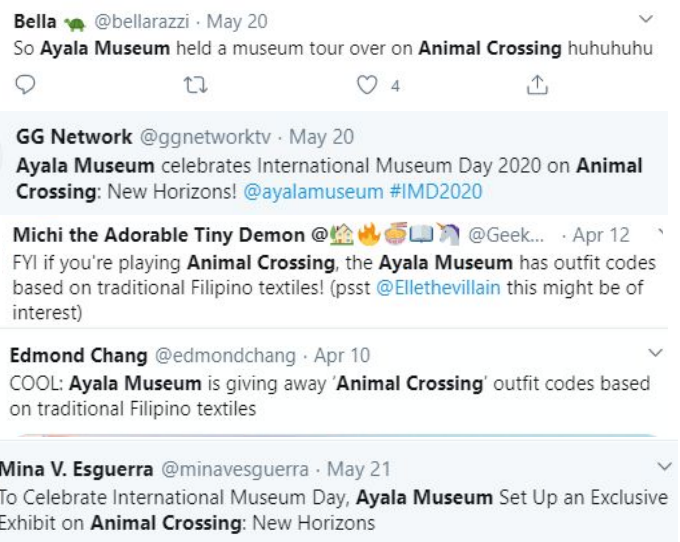 Bella 🐢 @bellarazzi · May 20
So Ayala Museum held a museum tour over on Animal Crossing huhuhuhu
4
GG Network @ggnetworktv · May 20
Ayala Museum celebrates International Museum Day 2020 on Animal
Crossing: New Horizons! @ayalamuseum #IMD2020
Michi the Adorable Tiny Demon @🏡🔥🍜📖🦄 @Geek... · Apr 12
FYI if you're playing Animal Crossing, the Ayala Museum has outfit codes
based on traditional Filipino textiles! (psst @Ellethevillain this might be of
interest)
Edmond Chang @edmondchang · Apr 10
COOL: Ayala Museum is giving away 'Animal Crossing' outfit codes based
on traditional Filipino textiles
Mina V. Esguerra @minavesguerra · May 21
To Celebrate International Museum Day, Ayala Museum Set Up an Exclusive
Exhibit on Animal Crossing: New Horizons